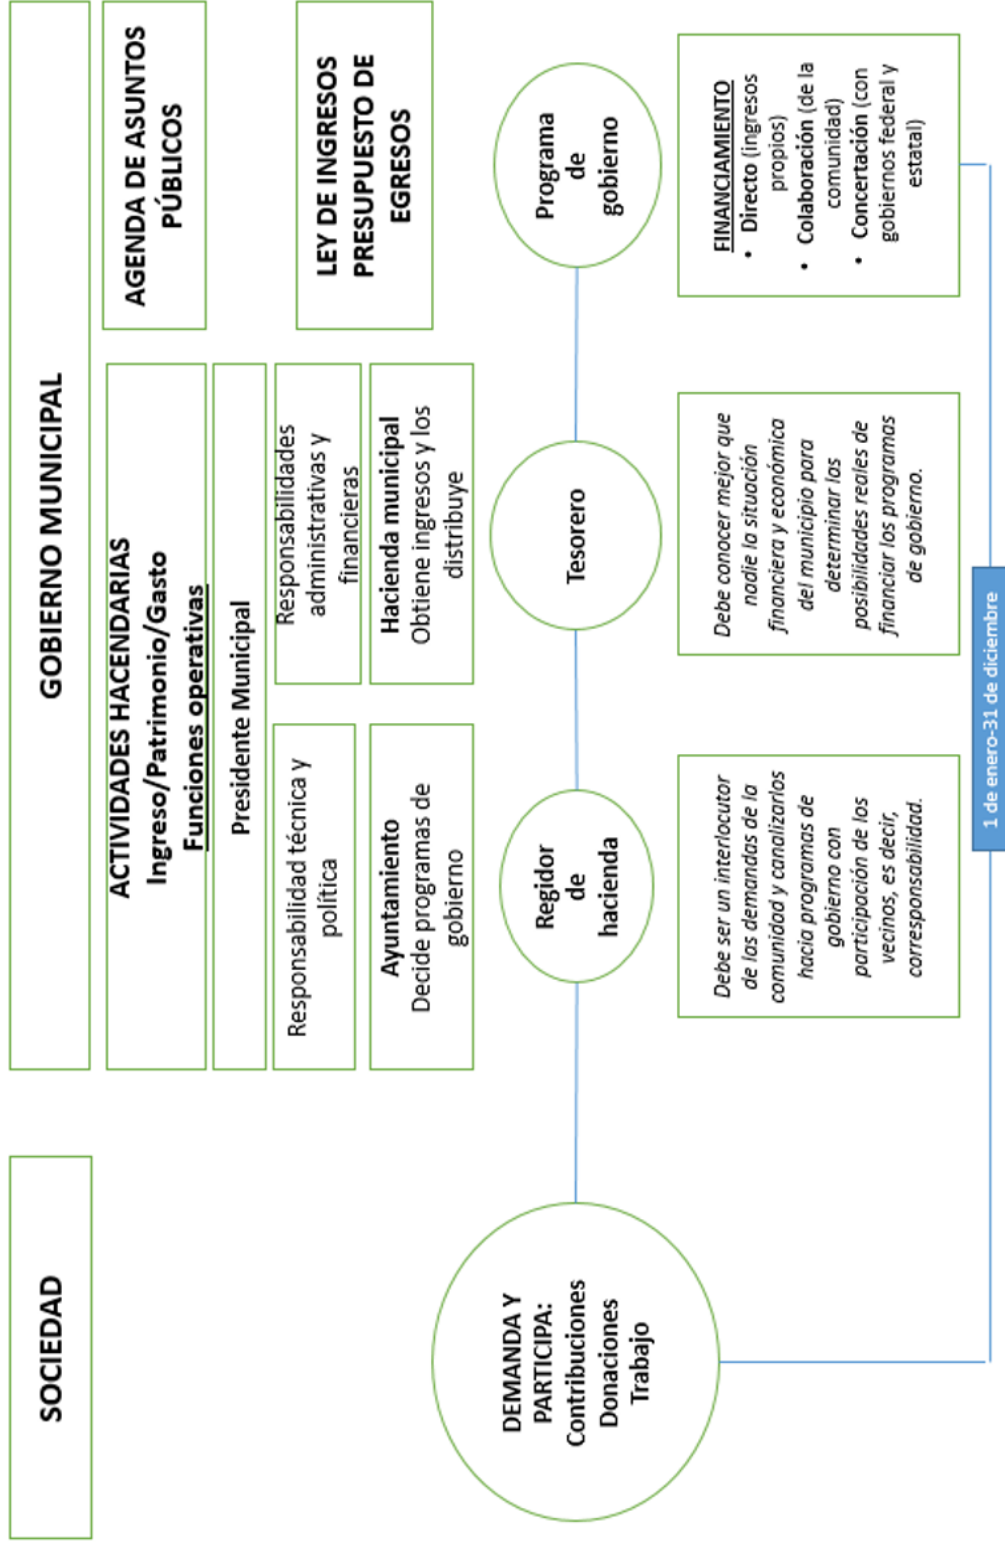 SOCIEDAD
GOBIERNO MUNICIPAL
ACTIVIDADES HACENDARIAS
Ingreso/Patrimonio/Gasto
Funciones operativas
AGENDA DE ASUNTOS
PÚBLICOS
Presidente Municipal
Responsabilidad técnica y
política
Responsabilidades
administrativas y
financieras
LEY DE INGRESOS
PRESUPUESTO DE
EGRESOS
Ayuntamiento
Decide programas de
gobierno
Hacienda municipal
Obtiene ingresos y los
distribuye
DEMANDA Y
PARTICIPA:
Contribuciones
Donaciones
Trabajo
Regidor
de
hacienda
Tesorero
Programa
de
gobierno
Debe ser un interlocutor
de las demandas de la
comunidad y canalizarlos
hacia programas de
gobierno con
participación de los
vecinos, es decir,
corresponsabilidad.
Debe conocer mejor que
nadie la situación
financiera y económica
del municipio para
determinar las
posibilidades reales de
financiar los programas
de gobierno.
FINANCIAMIENTO
• Directo (ingresos
propios)
• Colaboración (de la
comunidad)
• Concertación (con
gobiernos federal y
estatal)
1 de enero-31 de diciembre